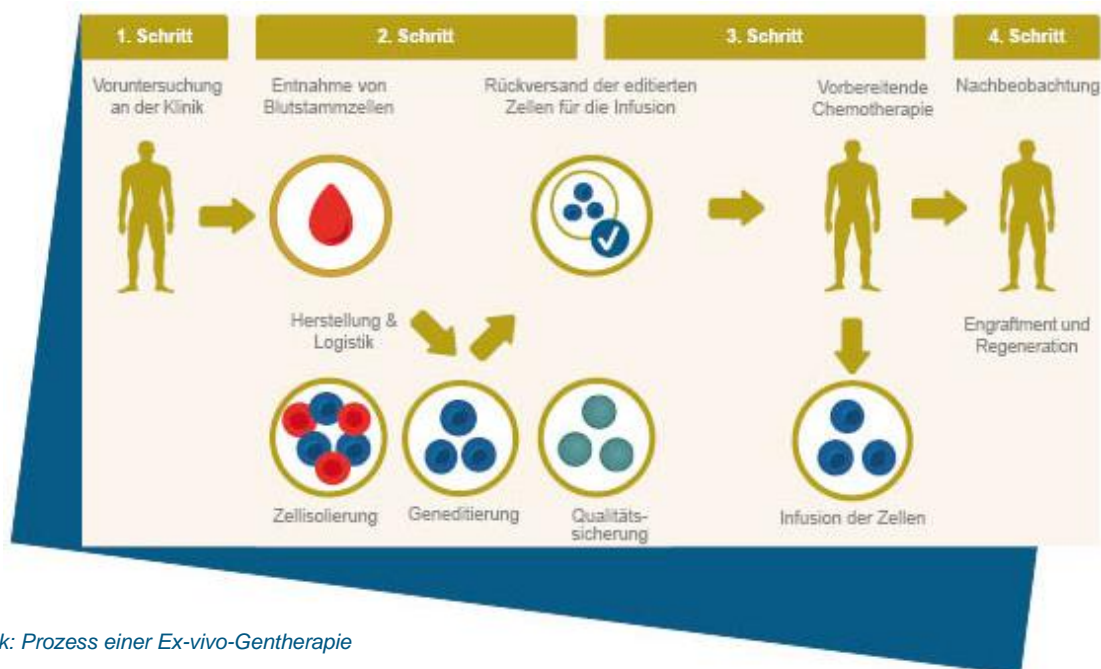 1. Schritt
2. Schritt
3. Schritt
4. Schritt
Voruntersuchung
an der Klinik
Entnahme von
Blutstammzellen
Rückversand der editierten
Zellen für die Infusion
Vorbereitende
Chemotherapie
Nachbeobachtung
Herstellung &
Logistik
Engraftment und
Regeneration
Zellisolierung
Geneditierung
Qualitäts-
sicherung
Infusion der Zellen
k: Prozess einer Ex-vivo-Gentherapie